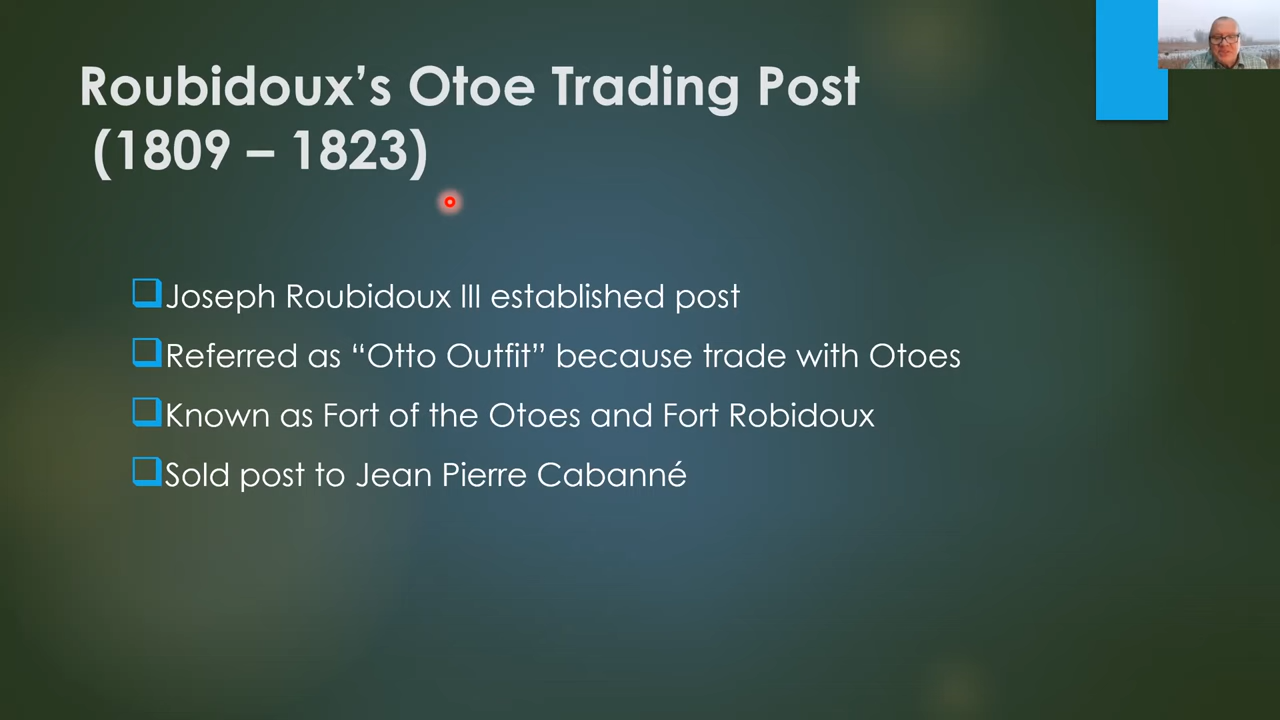 Roubidoux’s Otoe Trading Post
(1809 – 1823)
Joseph Roubidoux III established post
Referred as “Otto Outfit” because trade with Otoes
Known as Fort of the Otoes and Fort Robidoux
Sold post to Jean Pierre Cabanné